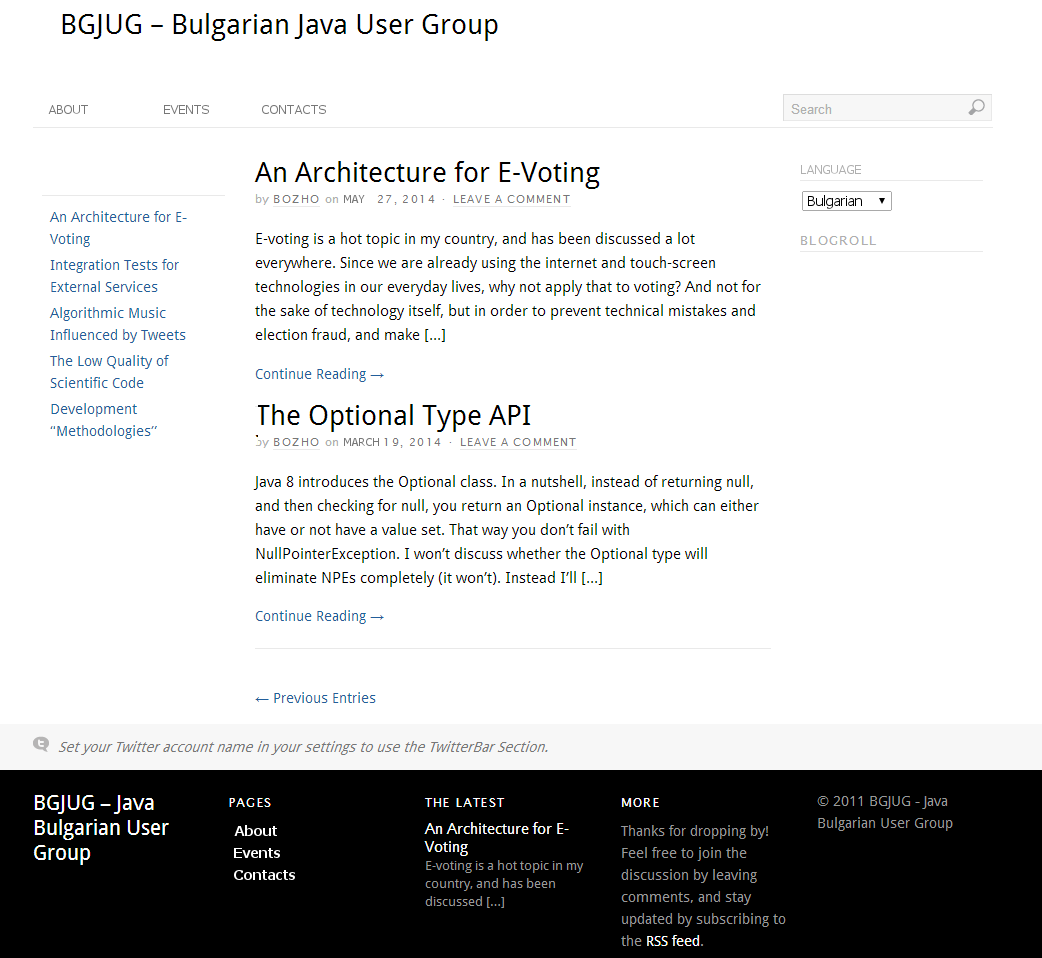 BGJUG – Bulgarian Java User Group
ABOUT
EVENTS
CONTACTS
Search
An Architecture for E-
Voting
Integration Tests for
External Services
Algorithmic Music
Influenced by Tweets
The Low Quality of
Scientific Code
Development
“Methodologies”
An Architecture for E-Voting
by BOZHO on MAY 27, 2014 · LEAVE A COMMENT
E-voting is a hot topic in my country, and has been discussed a lot
everywhere. Since we are already using the internet and touch-screen
technologies in our everyday lives, why not apply that to voting? And not for
the sake of technology itself, but in order to prevent technical mistakes and
election fraud, and make [...]
Continue Reading →
The Optional Type API
by BOZHO on MARCH 19, 2014 · LEAVE A COMMENT
Java 8 introduces the Optional class. In a nutshell, instead of returning null,
and then checking for null, you return an Optional instance, which can either
have or not have a value set. That way you don’t fail with
NullPointerException. I won’t discuss whether the Optional type will
eliminate NPEs completely (it won’t). Instead I’ll [...]
Continue Reading →
← Previous Entries
LANGUAGE
Bulgarian
BLOGROLL
Set your Twitter account name in your settings to use the TwitterBar Section.
BGJUG – Java
Bulgarian User
Group
PAGES
About
Events
Contacts
THE LATEST
An Architecture for E-
Voting
E-voting is a hot topic in my
country, and has been
discussed [...]
MORE
Thanks for dropping by!
Feel free to join the
discussion by leaving
comments, and stay
updated by subscribing to
the RSS feed.
© 2011 BGJUG - Java
Bulgarian User Group